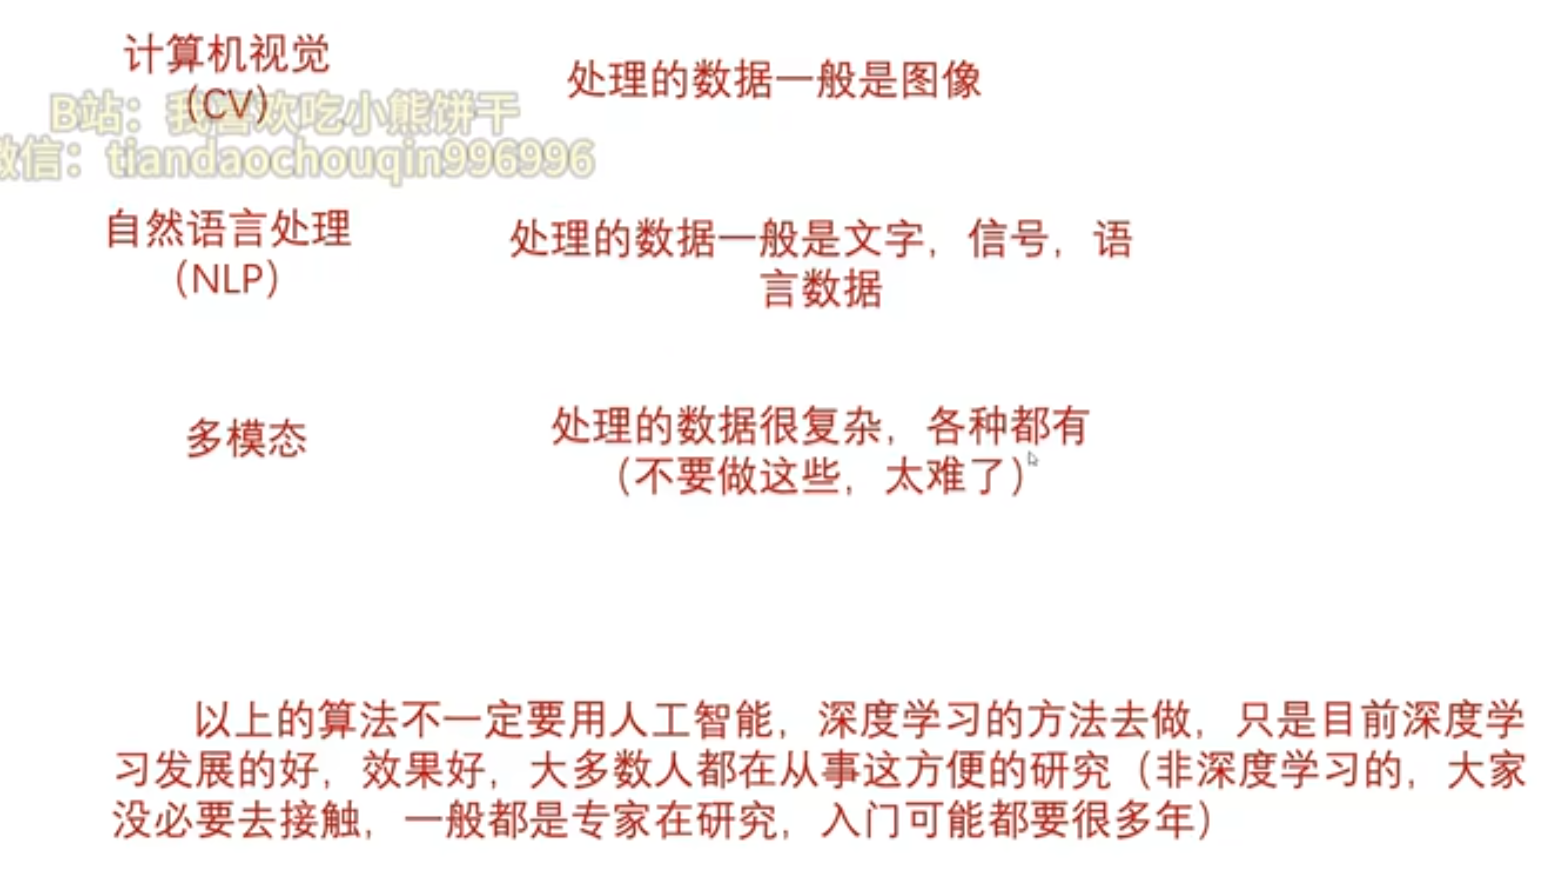 计算机视觉
(CV)
处理的数据一般是图像
B站：我喜欢吃小熊饼干
微信：tiandaochouqin996996
自然语言处理
（NLP）
处理的数据一般是文字，信号，语
言数据
多模态
处理的数据很复杂，各种都有
（不要做这些，太难了）
以上的算法不一定要用人工智能，深度学习的方法去做，只是目前深度学
习发展的好，效果好，大多数人都在从事这方便的研究（非深度学习的，大家
没必要去接触，一般都是专家在研究，入门可能都要很多年）